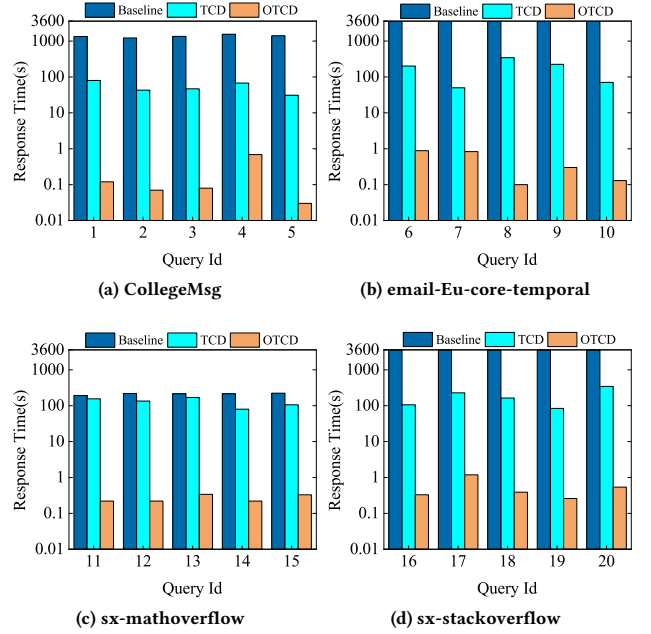 Baseline TCD OTCD
3600
1000
100
10
1
0.1
0.01
Response Time(s)
1 2 3 4 5
Query Id
(a) CollegeMsg
Baseline TCD OTCD
3600
1000
100
10
1
0.1
0.01
Response Time(s)
6 7 8 9 10
Query Id
(b) email-Eu-core-temporal
Baseline TCD OTCD
3600
1000
100
10
1
0.1
0.01
Response Time(s)
11 12 13 14 15
Query Id
(c) sx-mathoverflow
Baseline TCD OTCD
3600
1000
100
10
1
0.1
0.01
Response Time(s)
16 17 18 19 20
Query Id
(d) sx-stackoverflow